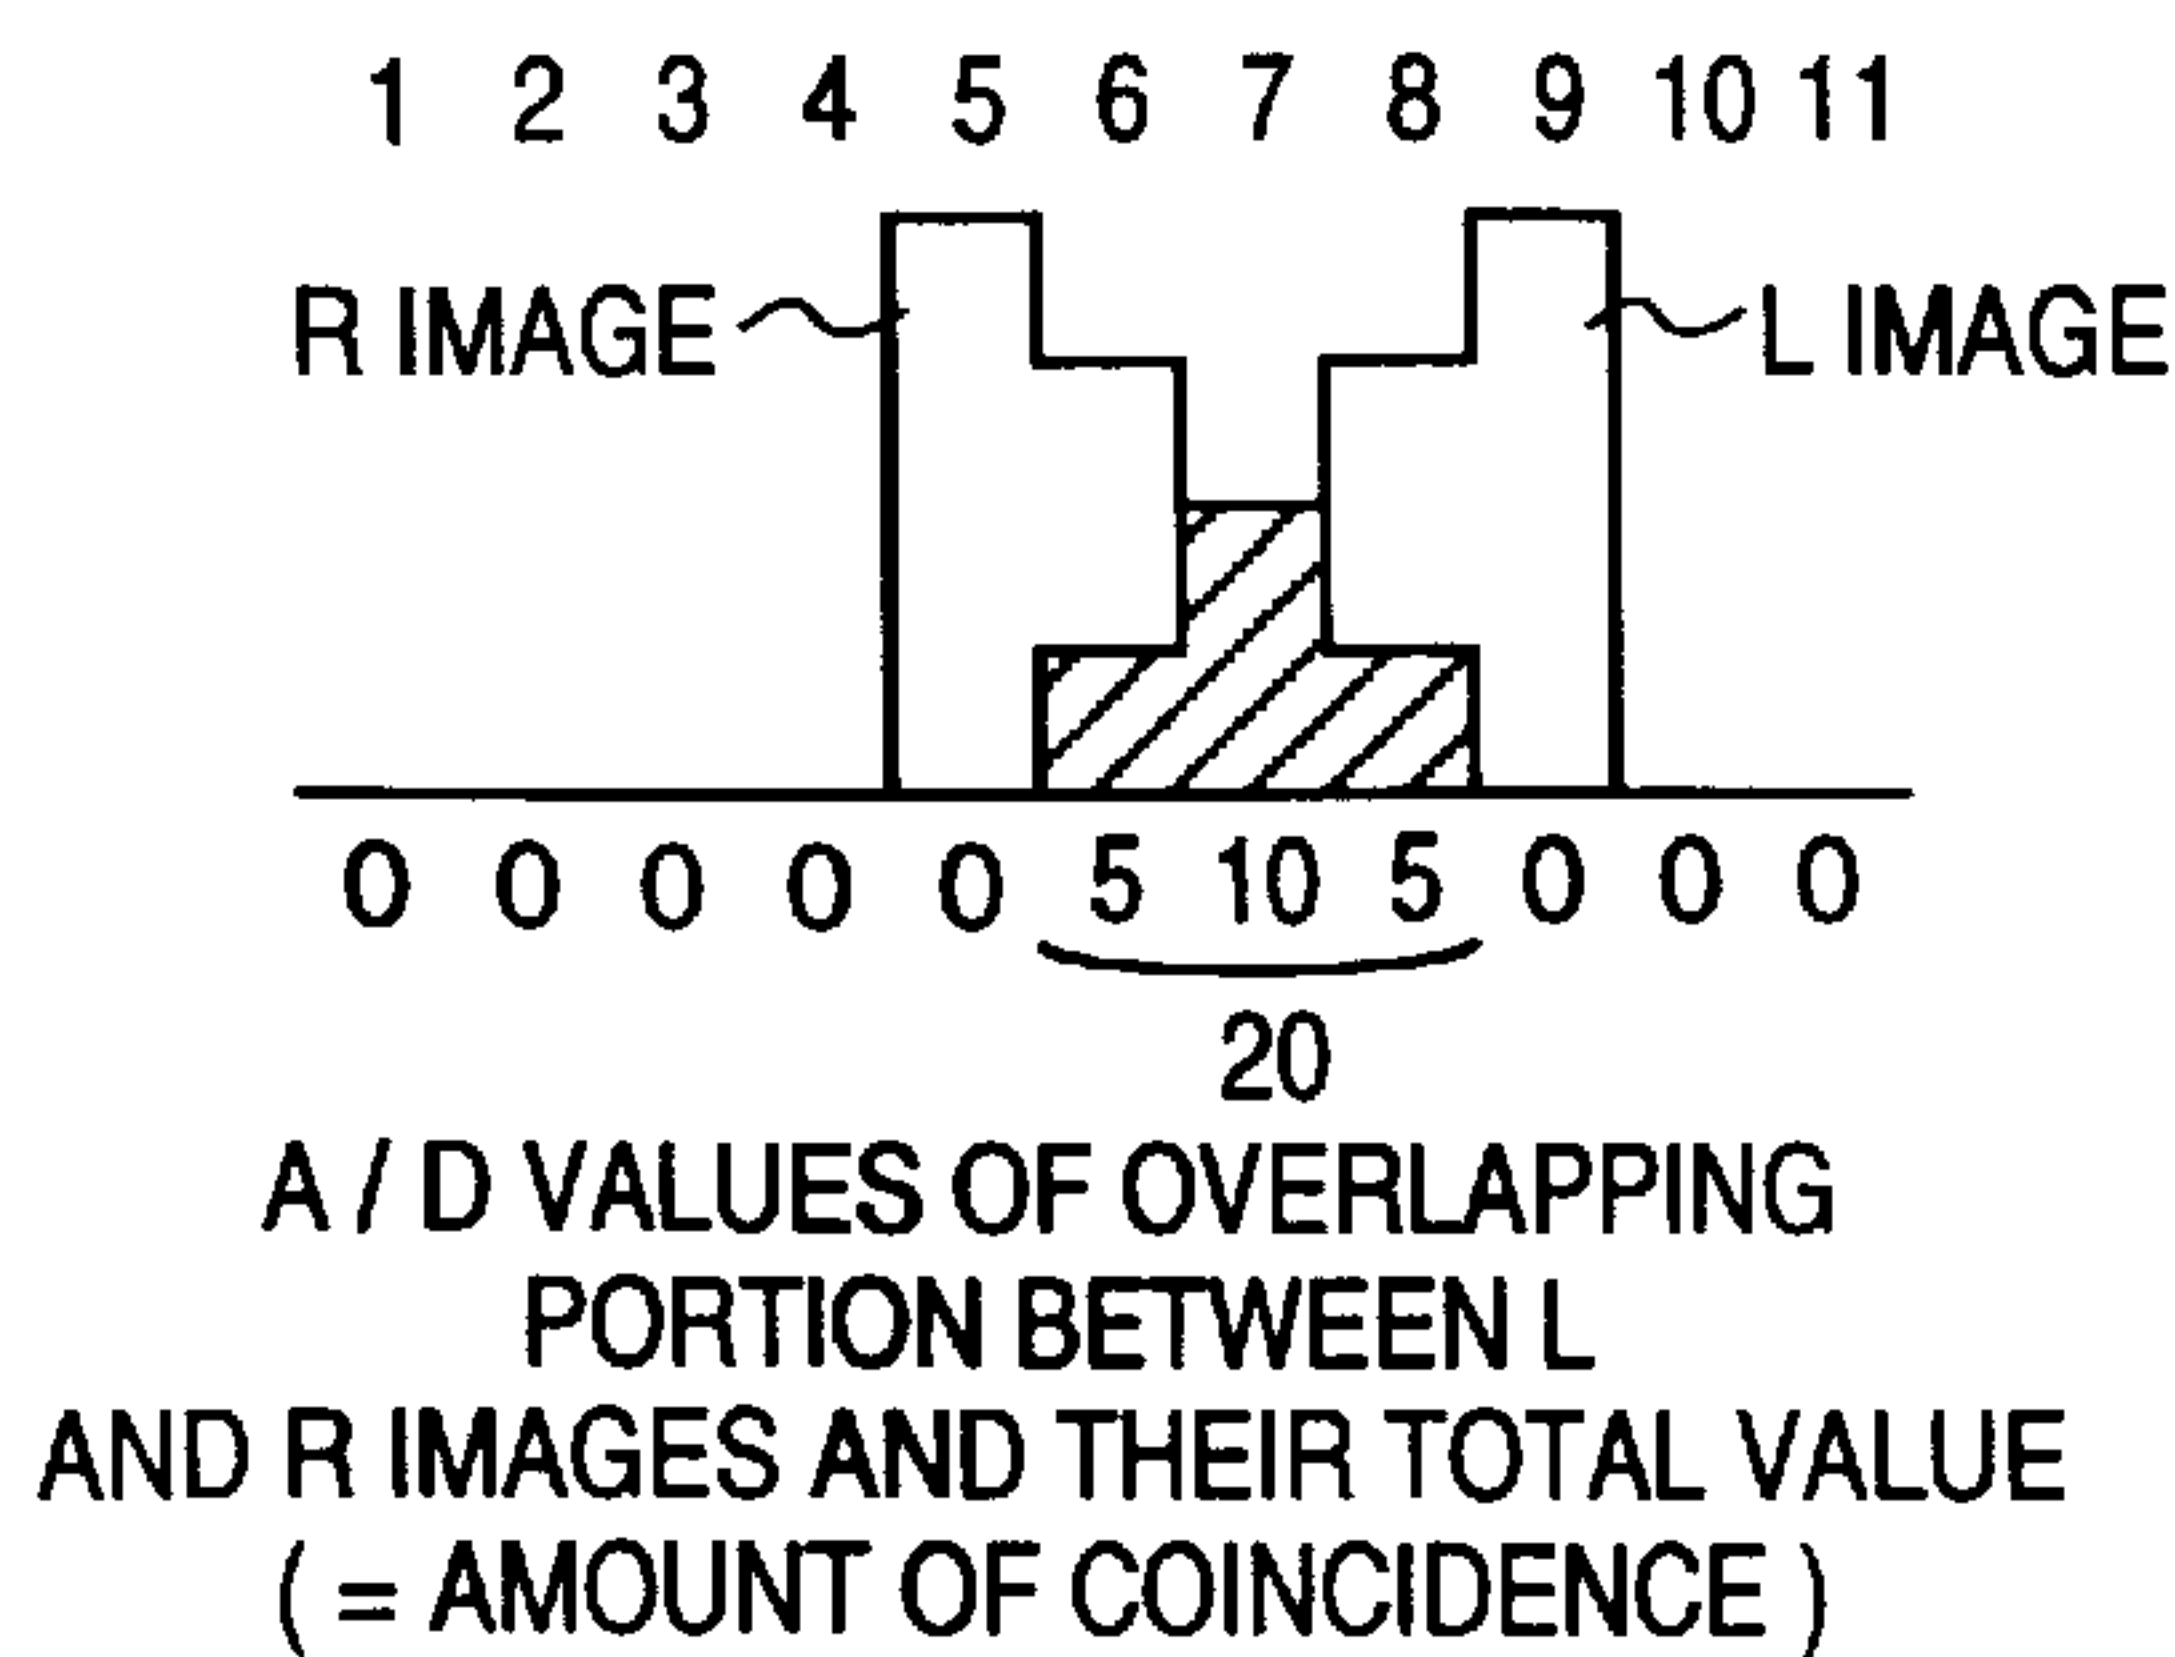 1 2 3 4 5 6 7 8 9 10 11
R IMAGE L IMAGE
0 0 0 0 0 5 10 5 0 0 0
20
A / D VALUES OF OVERLAPPING
PORTION BETWEEN L
AND R IMAGES AND THEIR TOTAL VALUE
( = AMOUNT OF COINCIDENCE )